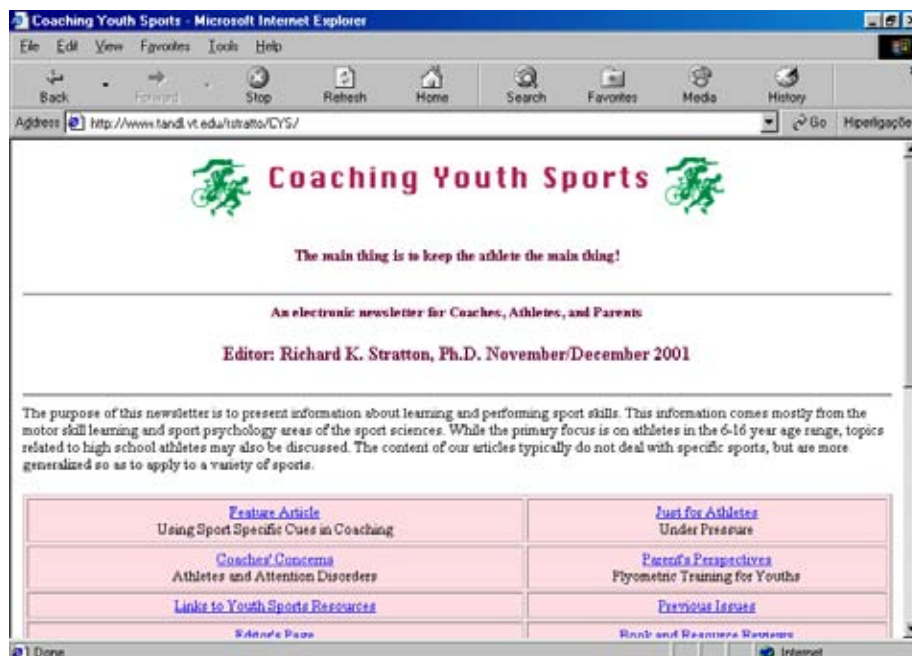 Coaching Youth Sports - Microsoft Internet Explorer
File Edit View Favorites Tools Help
Back Forward Stop Refresh Home Search Favorites Media History
Address http://www.tandl.vt.edu/rstratto/CYS/ Go Hiperligaçõe
Coaching Youth Sports
The main thing is to keep the athlete the main thing!
An electronic newsletter for Coaches, Athletes, and Parents
Editor: Richard K. Stratton, Ph.D. November/December 2001
The purpose of this newsletter is to present information about learning and performing sport skills. This information comes mostly from the
motor skill learning and sport psychology areas of the sport sciences. While the primary focus is on athletes in the 6-16 year age range, topics
related to high school athletes may also be discussed. The content of our articles typically do not deal with specific sports, but are more
generalized so as to apply to a variety of sports.
Feature Article
Using Sport Specific Cues in Coaching
Just for Athletes
Under Pressure
Coaches' Concerns
Athletes and Attention Disorders
Parent's Perspectives
Plyometric Training for Youths
Links to Youth Sports Resources
Previous Issues
Editor's Page
Book and Resource Reviews
Done Internet